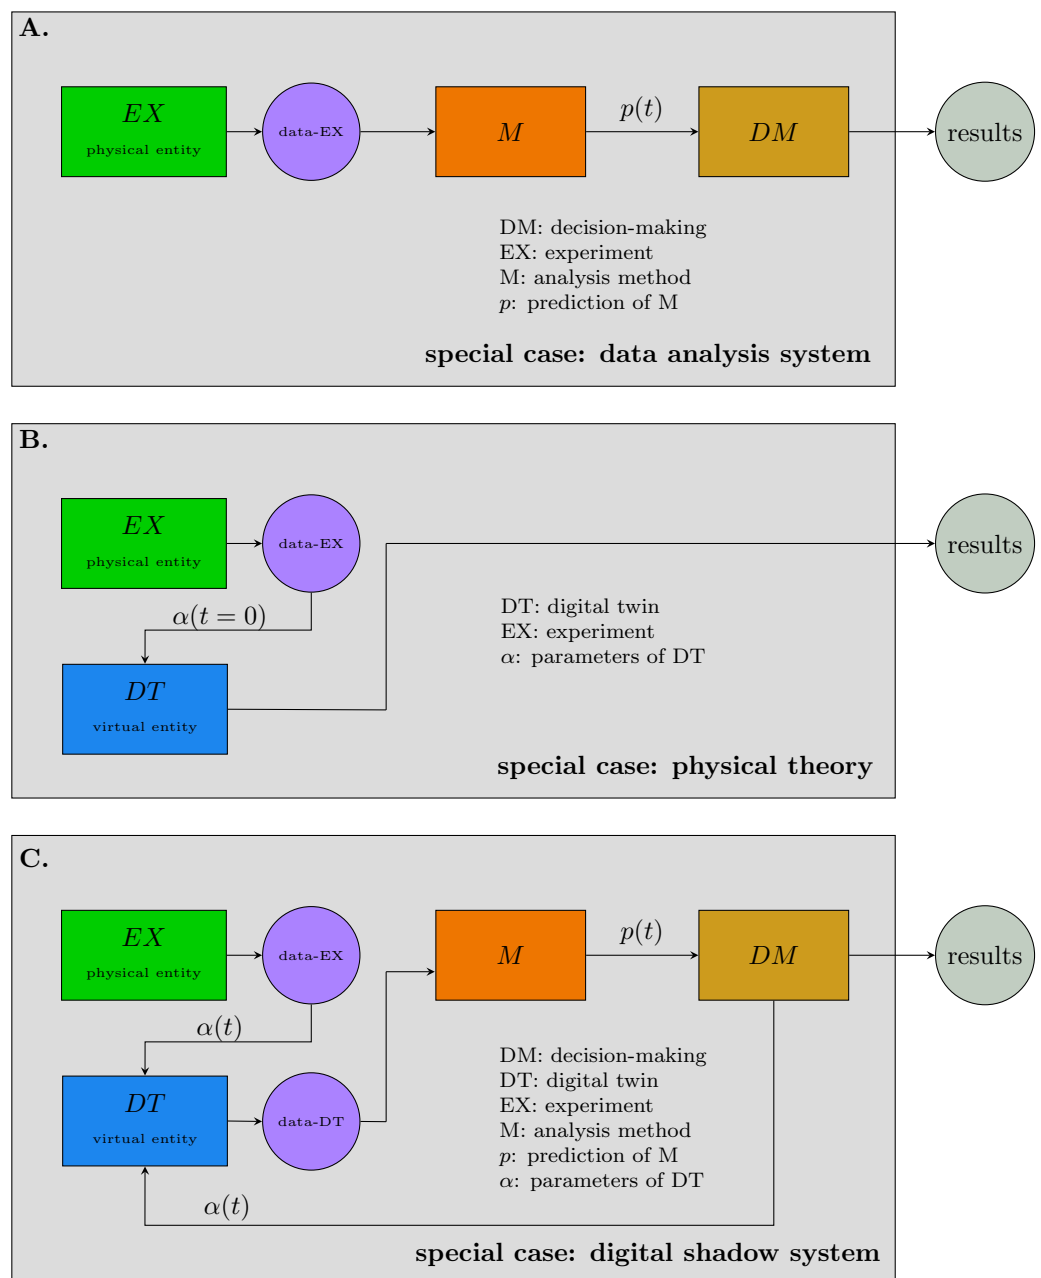 A.
EX
physical entity
data-EX
M
p(t)
DM
results
DM: decision-making
EX: experiment
M: analysis method
p: prediction of M
special case: data analysis system
B.
EX
physical entity
data-EX
results
α(t = 0)
DT
virtual entity
DT: digital twin
EX: experiment
α: parameters of DT
special case: physical theory
C.
EX
physical entity
data-EX
M
p(t)
DM
results
α(t)
DT
virtual entity
data-DT
DM: decision-making
DT: digital twin
EX: experiment
M: analysis method
p: prediction of M
α: parameters of DT
α(t)
special case: digital shadow system